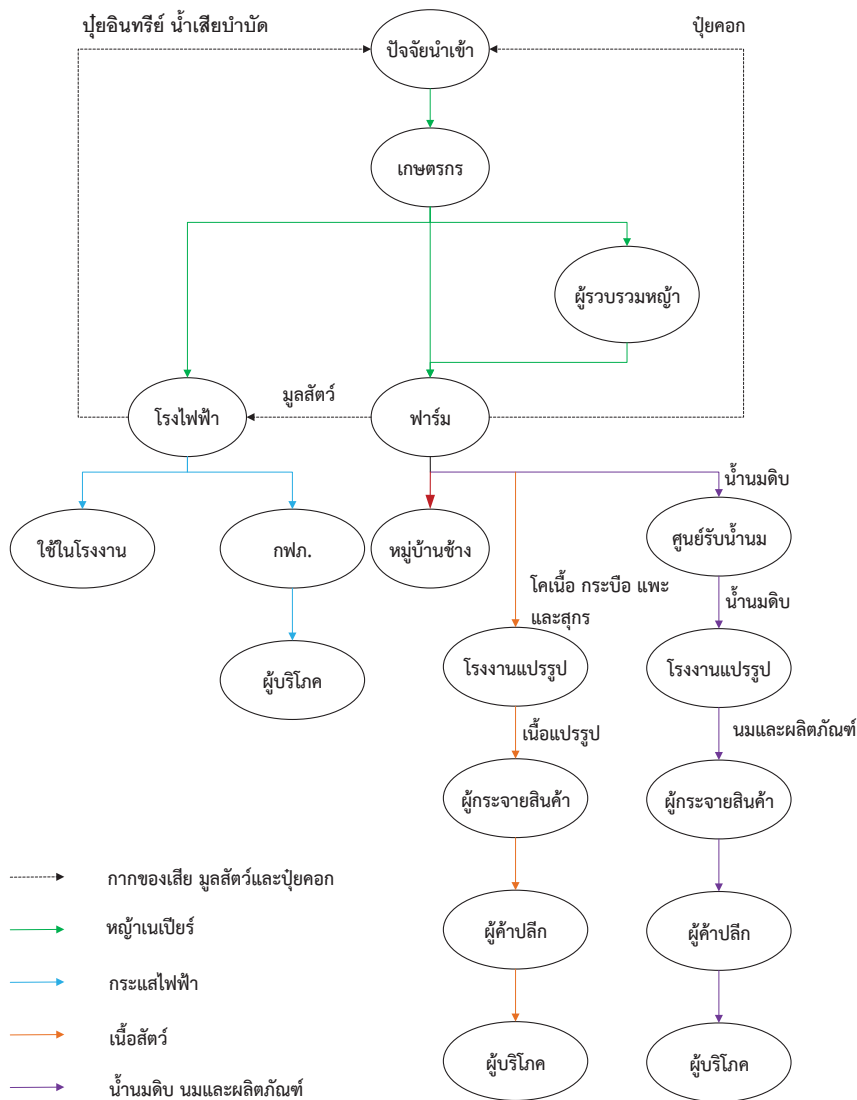 ปุ๋ยอินทรีย์ น้ำเสียบำบัด
ปุ๋ยคอก
ปัจจัยนำเข้า
เกษตรกร
ผู้รวบรวมหญ้า
มูลสัตว์
โรงไฟฟ้า
ฟาร์ม
น้ำนมดิบ
ใช้ในโรงงาน
กฟภ.
หมู่บ้านช้าง
ศูนย์รับน้ำนม
โคเนื้อ กระบือ แพะ
และสุกร
น้ำนมดิบ
ผู้บริโภค
โรงงานแปรรูป
โรงงานแปรรูป
เนื้อแปรรูป
นมและผลิตภัณฑ์
ผู้กระจายสินค้า
ผู้กระจายสินค้า
กากของเสีย มูลสัตว์และปุ๋ยคอก
หญ้าเนเปียร์
ผู้ค้าปลีก
ผู้ค้าปลีก
กระแสไฟฟ้า
เนื้อสัตว์
ผู้บริโภค
ผู้บริโภค
น้ำนมดิบ นมและผลิตภัณฑ์